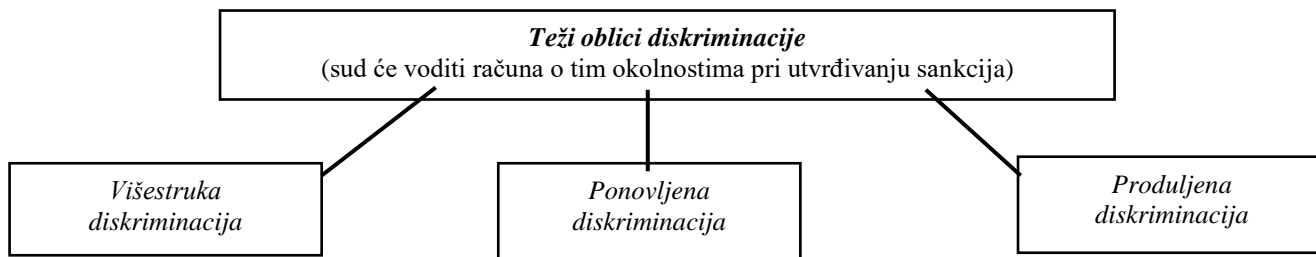 Teži oblici diskriminacije
(sud će voditi računa o tim okolnostima pri utvrđivanju sankcija)
Višestruka
diskriminacija
Ponovljena
diskriminacija
Produljena
diskriminacija